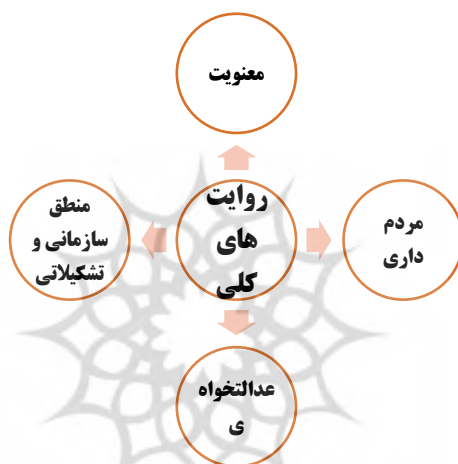 معنویت
روایت
های
کلی
مردم
داری
منطق
سازمانی و
تشکیلاتی
عدالتخواه
ی